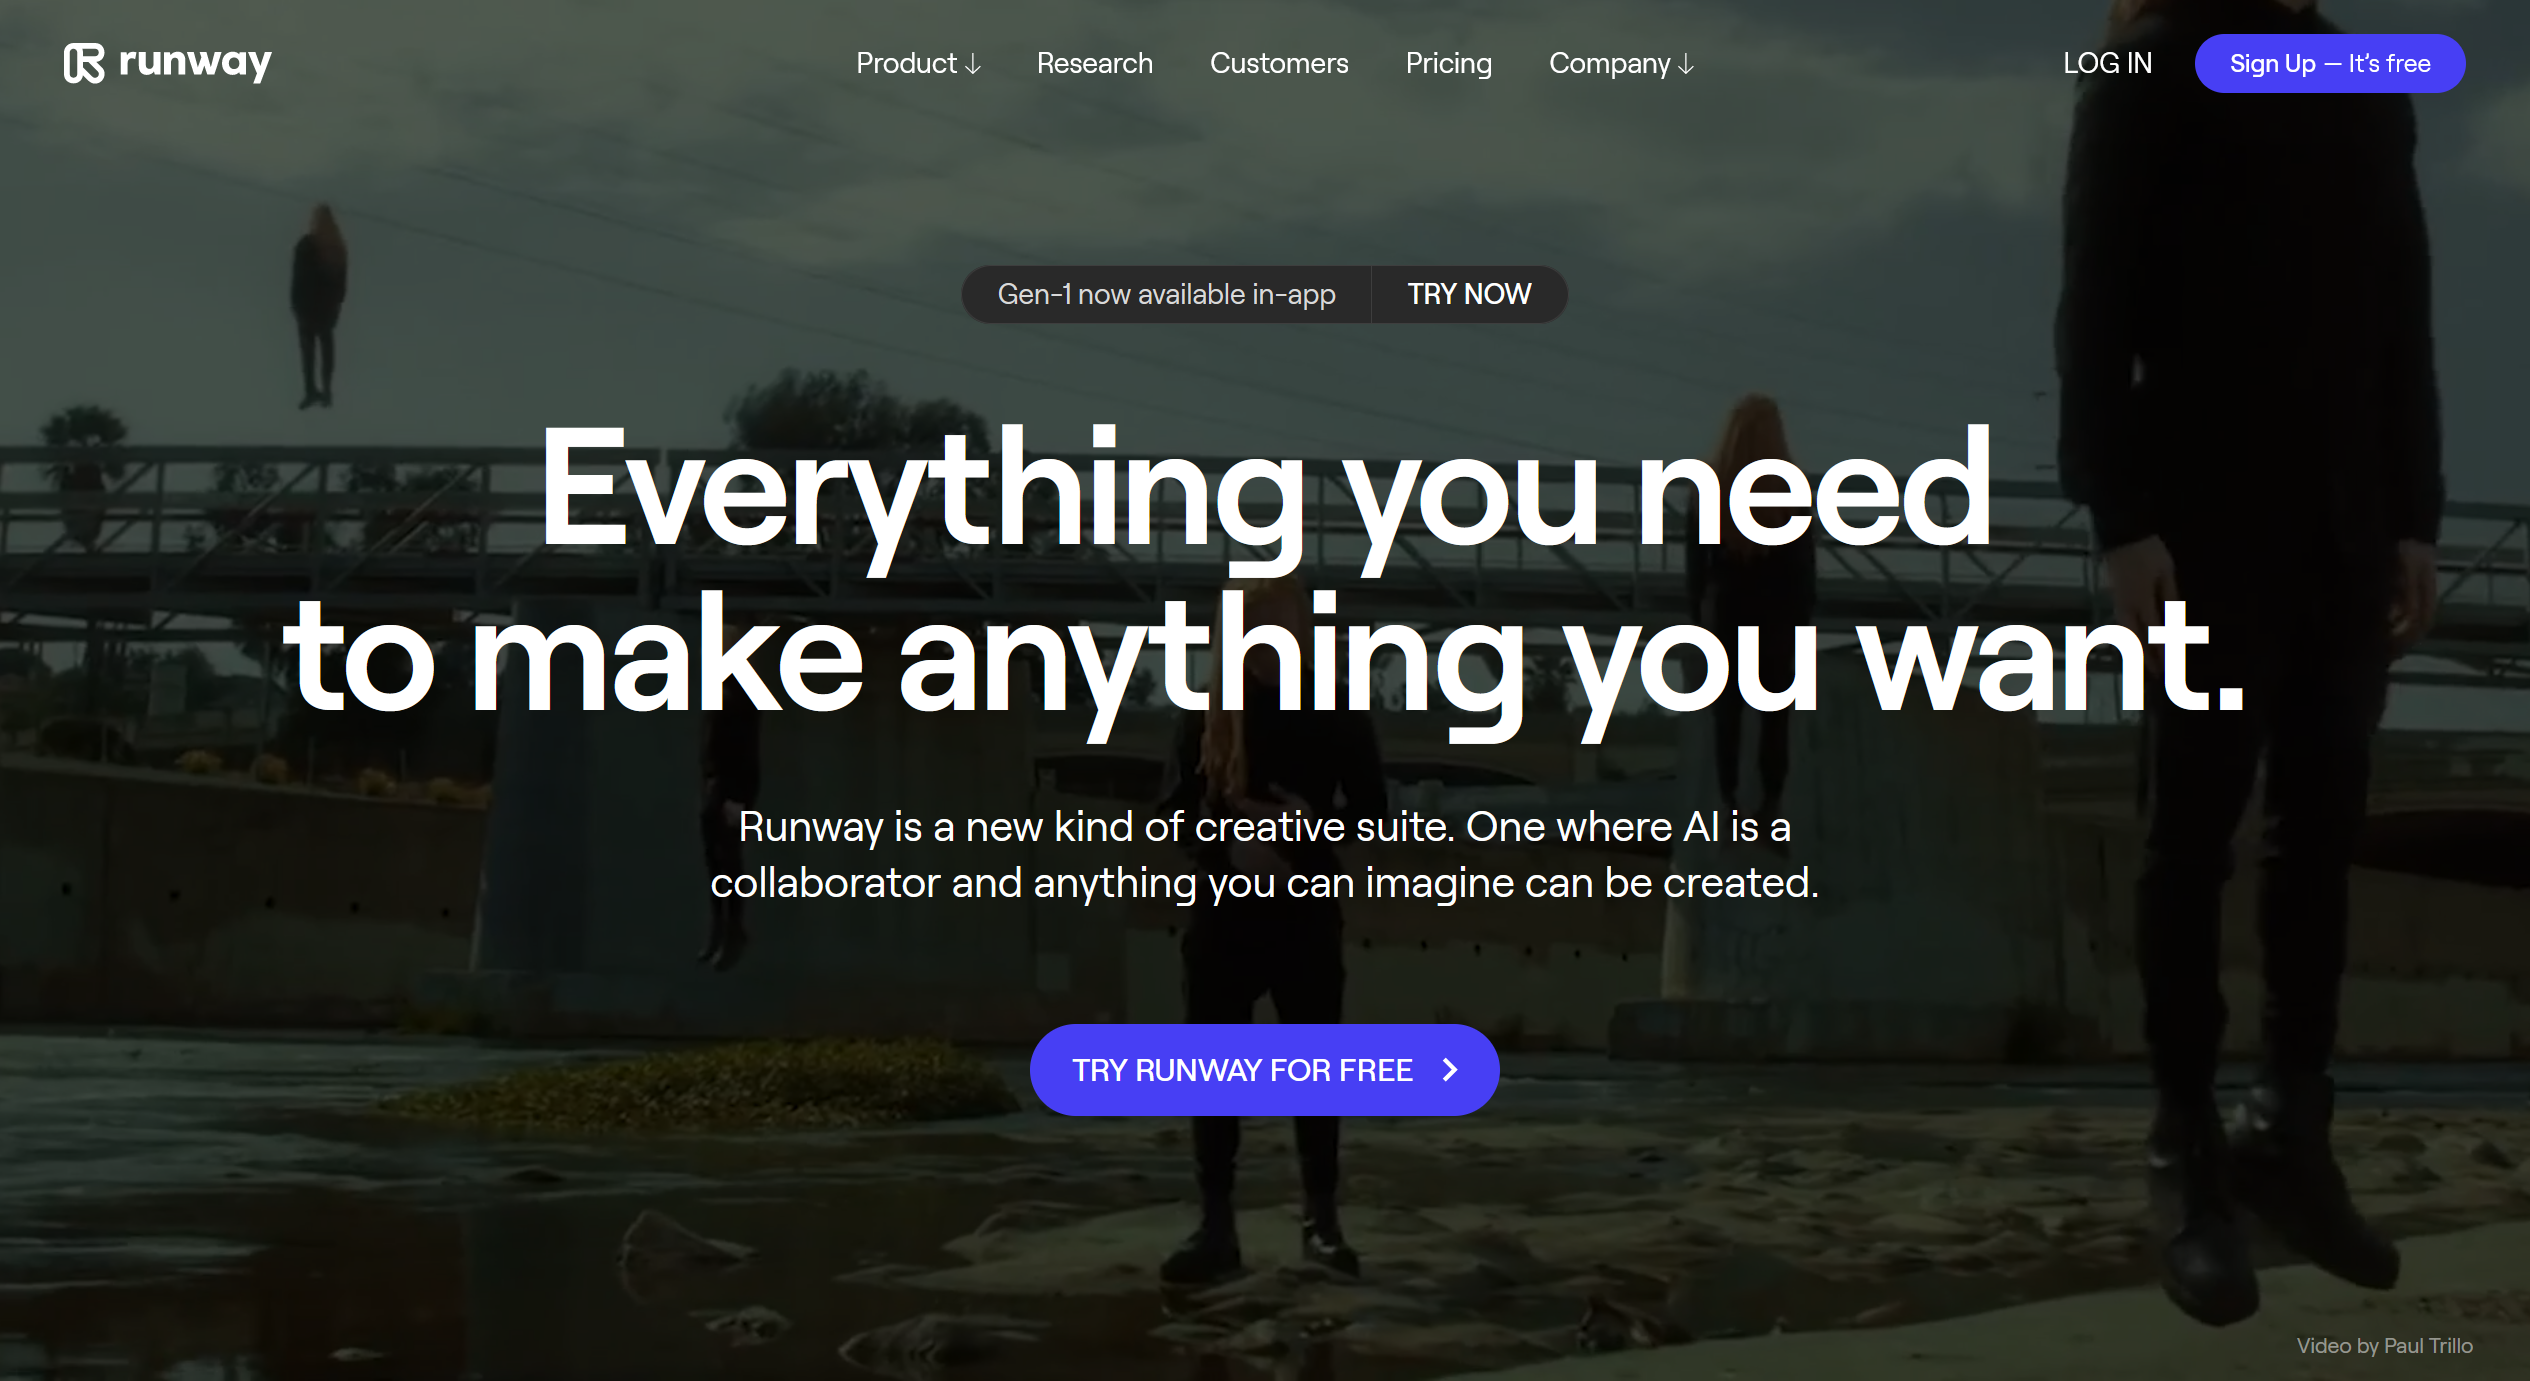 runway
Product ↓
Research
Customers
Pricing
Company ↓
LOG IN
Sign Up — It's free
Gen-1 now available in-app
TRY NOW
Everything you need
to make anything you want.
Runway is a new kind of creative suite. One where AI is a
collaborator and anything you can imagine can be created.
TRY RUNWAY FOR FREE
Video by Paul Trillo